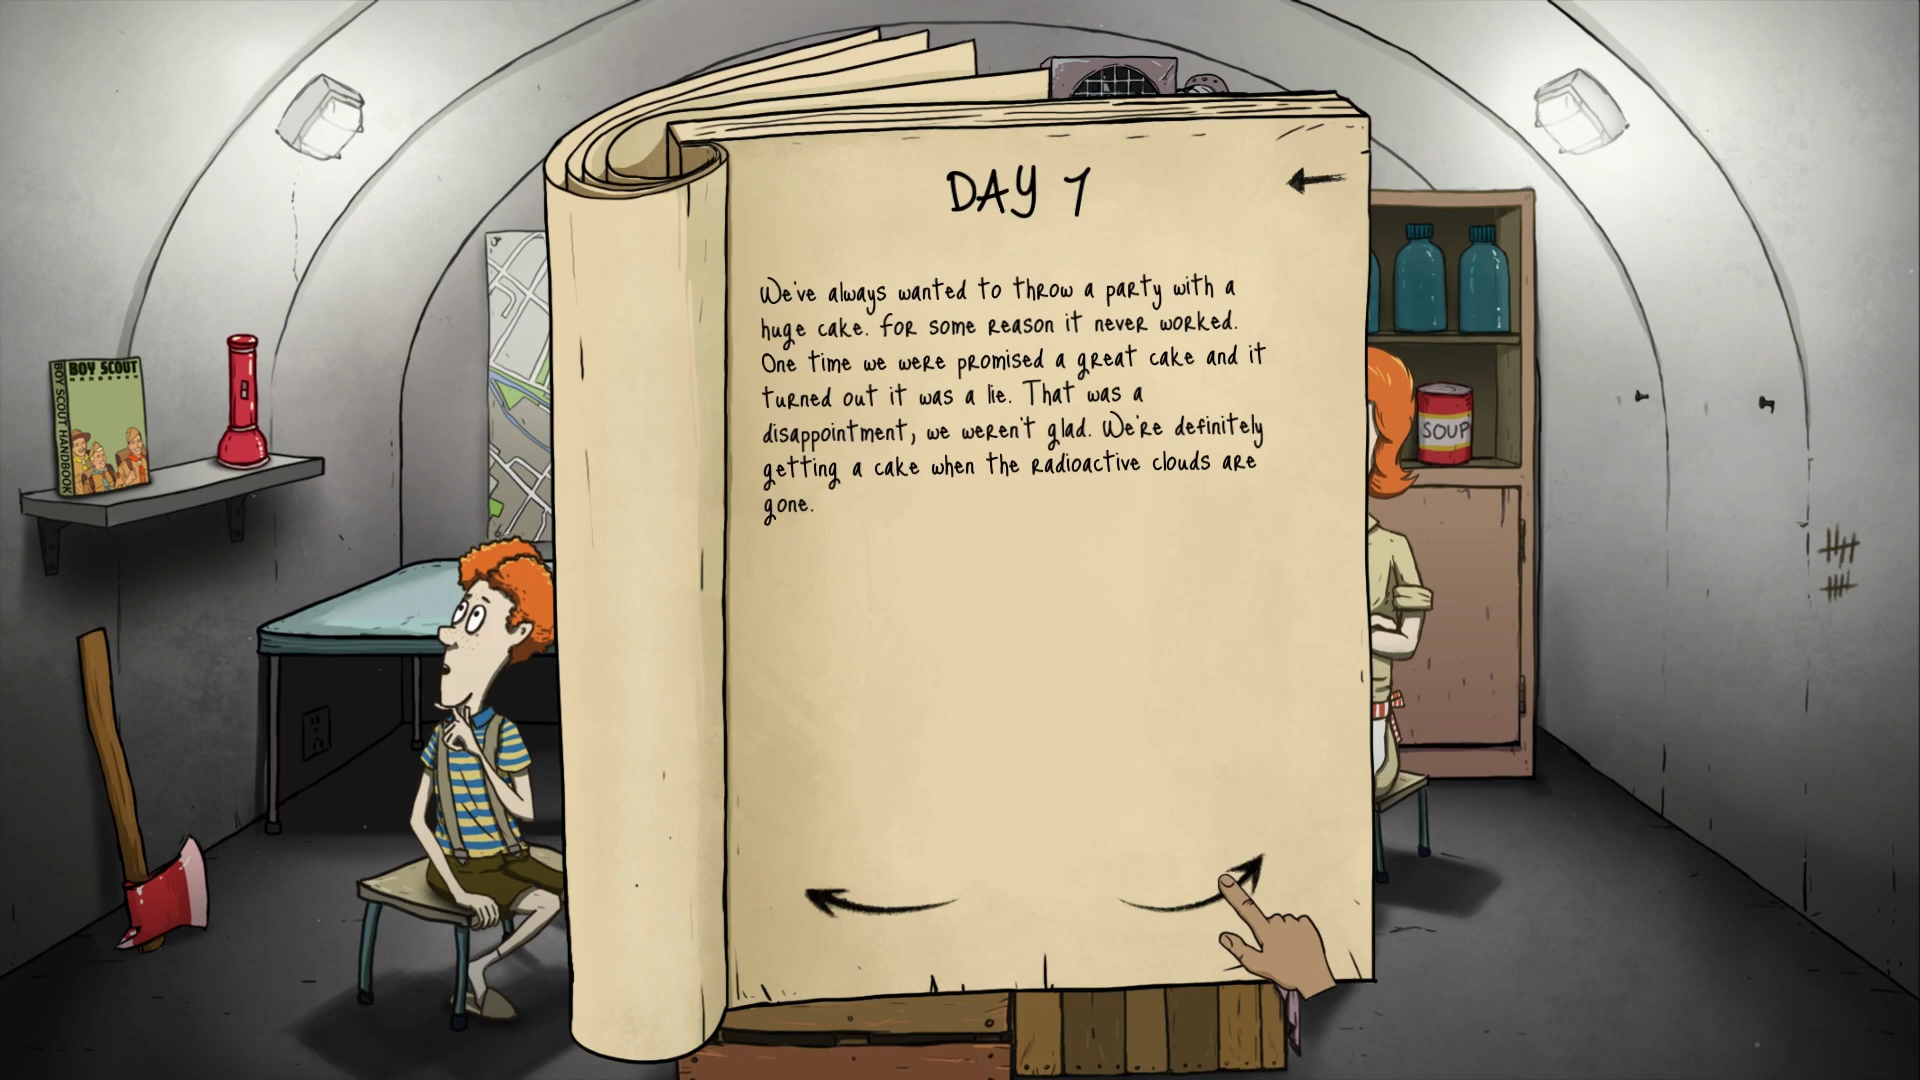 DAY 7
We've always wanted to throw a party with a
huge cake. For some reason it never worked.
One time we were promised a great cake and it
turned out it was a lie. That was a
disappointment, we weren't glad. We're definitely
getting a cake when the radioactive clouds are
gone.
BOY SCOUT
HANDBOOK
BOY SCOUT HANDBOOK
SOUP